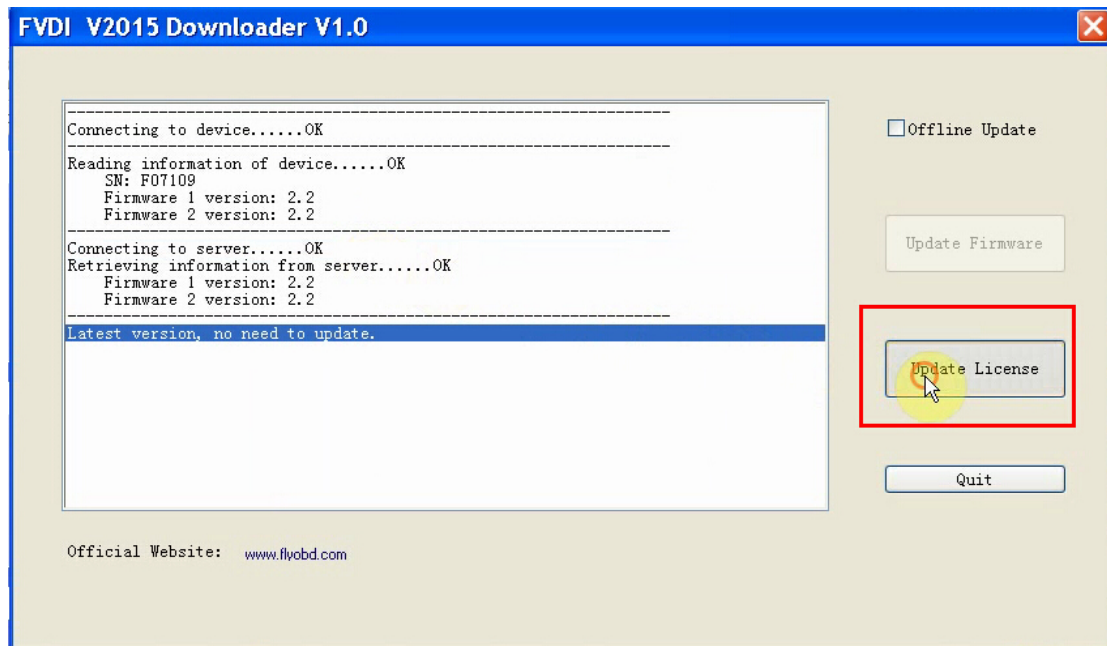 FVDI V2015 Downloader V1.0
-------------------------------------------------------------------
Connecting to device......OK
-------------------------------------------------------------------
Reading information of device......OK
SN: F07109
Firmware 1 version: 2.2
Firmware 2 version: 2.2
-------------------------------------------------------------------
Connecting to server......OK
Retrieving information from server......OK
Firmware 1 version: 2.2
Firmware 2 version: 2.2
-------------------------------------------------------------------
Latest version, no need to update.
Offline Update
Update Firmware
Update License
Quit
Official Website: www.flyobd.com